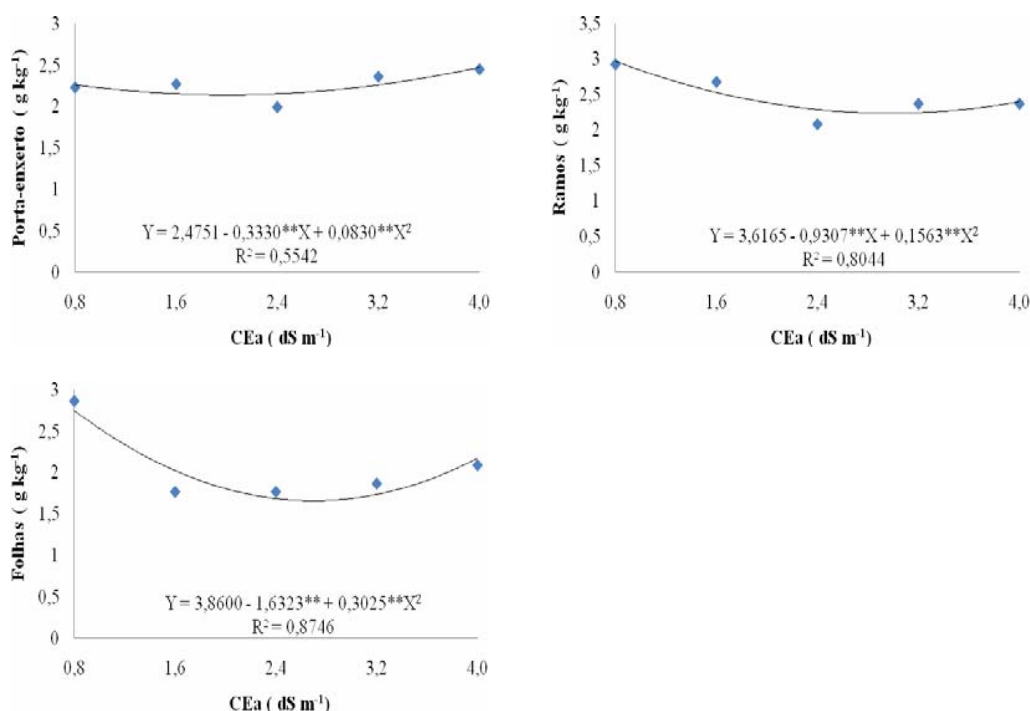 3
2,5
2
1,5
1
0,5
0
Porta-enxerto ( g kg⁻¹)
Y = 2,4751 - 0,3330**X + 0,0830**X²
R² = 0,5542
0,8 1,6 2,4 3,2 4,0
CEa ( dS m⁻¹)
3,5
3
2,5
2
1,5
1
0,5
0
Ramos ( g kg⁻¹)
Y = 3,6165 - 0,9307**X + 0,1563**X²
R² = 0,8044
0,8 1,6 2,4 3,2 4,0
CEa ( dS m⁻¹)
3
2,5
2
1,5
1
0,5
0
Folhas ( g kg⁻¹)
Y = 3,8600 - 1,6323** + 0,3025**X²
R² = 0,8746
0,8 1,6 2,4 3,2 4,0
CEa ( dS m⁻¹)